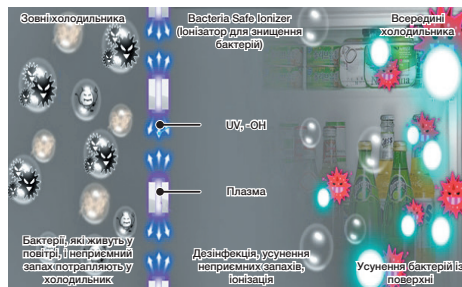 Зовні холодильника
Bacteria Safe Ionizer
(Іонізатор для знищення
бактерій)
Всередині
холодильника
UV, -OH
Плазма
Бактерії, які живуть у
повітрі, і неприємний
запах потрапляють у
холодильник
Дезінфекція, усунення
неприємних запахів,
іонізація
Усунення бактерій із
поверхні